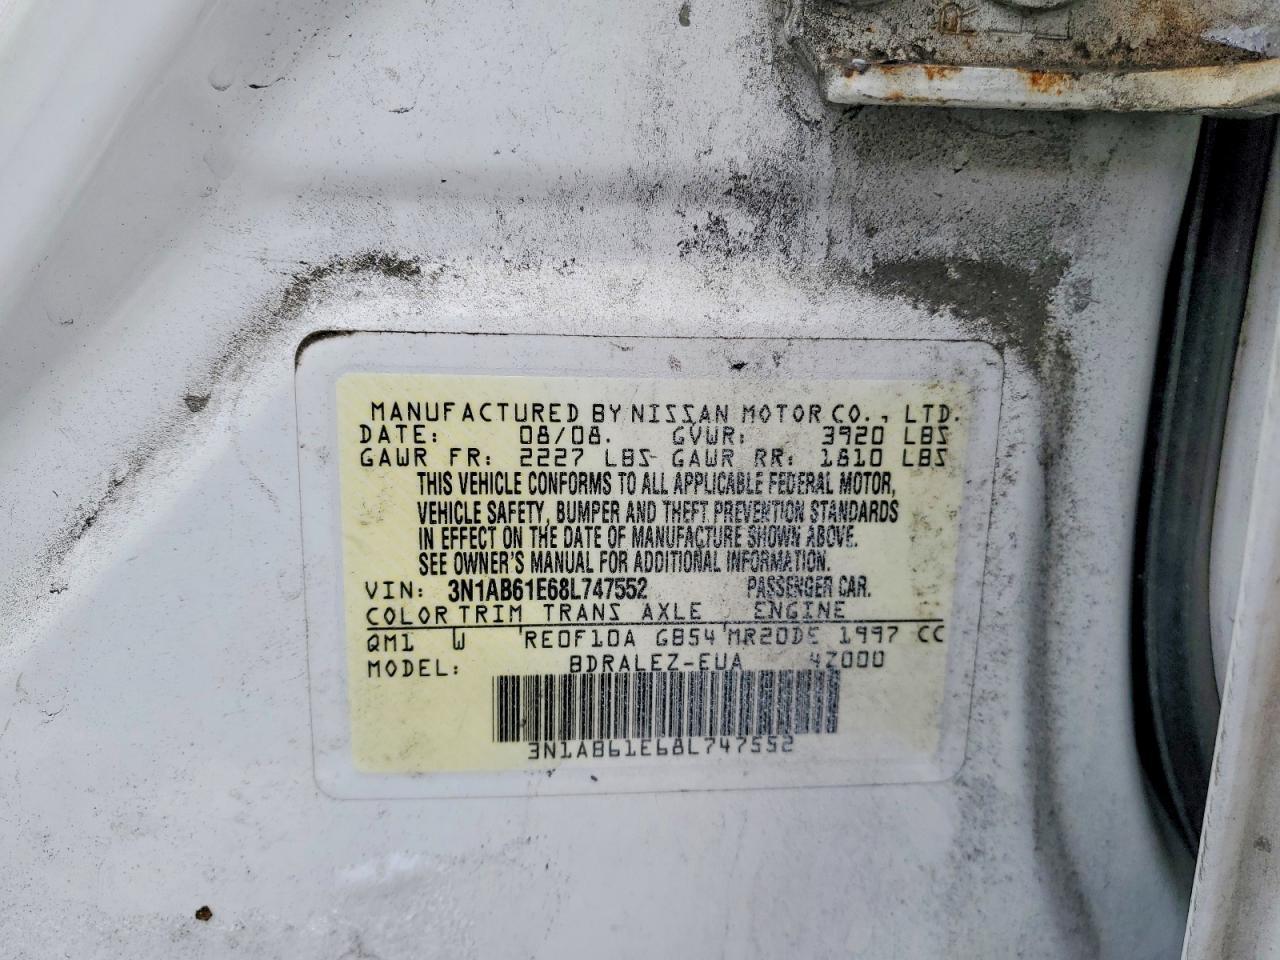 MANUFACTURED BY NISSAN MOTOR CO., LTD.
DATE: 08/08. GVWR: 3920 LBS
GAWR FR: 2227 LBS GAWR RR: 1810 LBS
THIS VEHICLE CONFORMS TO ALL APPLICABLE FEDERAL MOTOR,
VEHICLE SAFETY, BUMPER AND THEFT PREVENTION STANDARDS
IN EFFECT ON THE DATE OF MANUFACTURE SHOWN ABOVE.
SEE OWNER'S MANUAL FOR ADDITIONAL INFORMATION.
VIN: 3N1AB61E68L747552 PASSENGER CAR.
COLOR TRIM TRANS AXLE ENGINE
QM1 W RE0F10A GB54 MR20DE 1997 CC
MODEL: BDRALEZ-EUA 4Z000
3N1AB61E68L747552